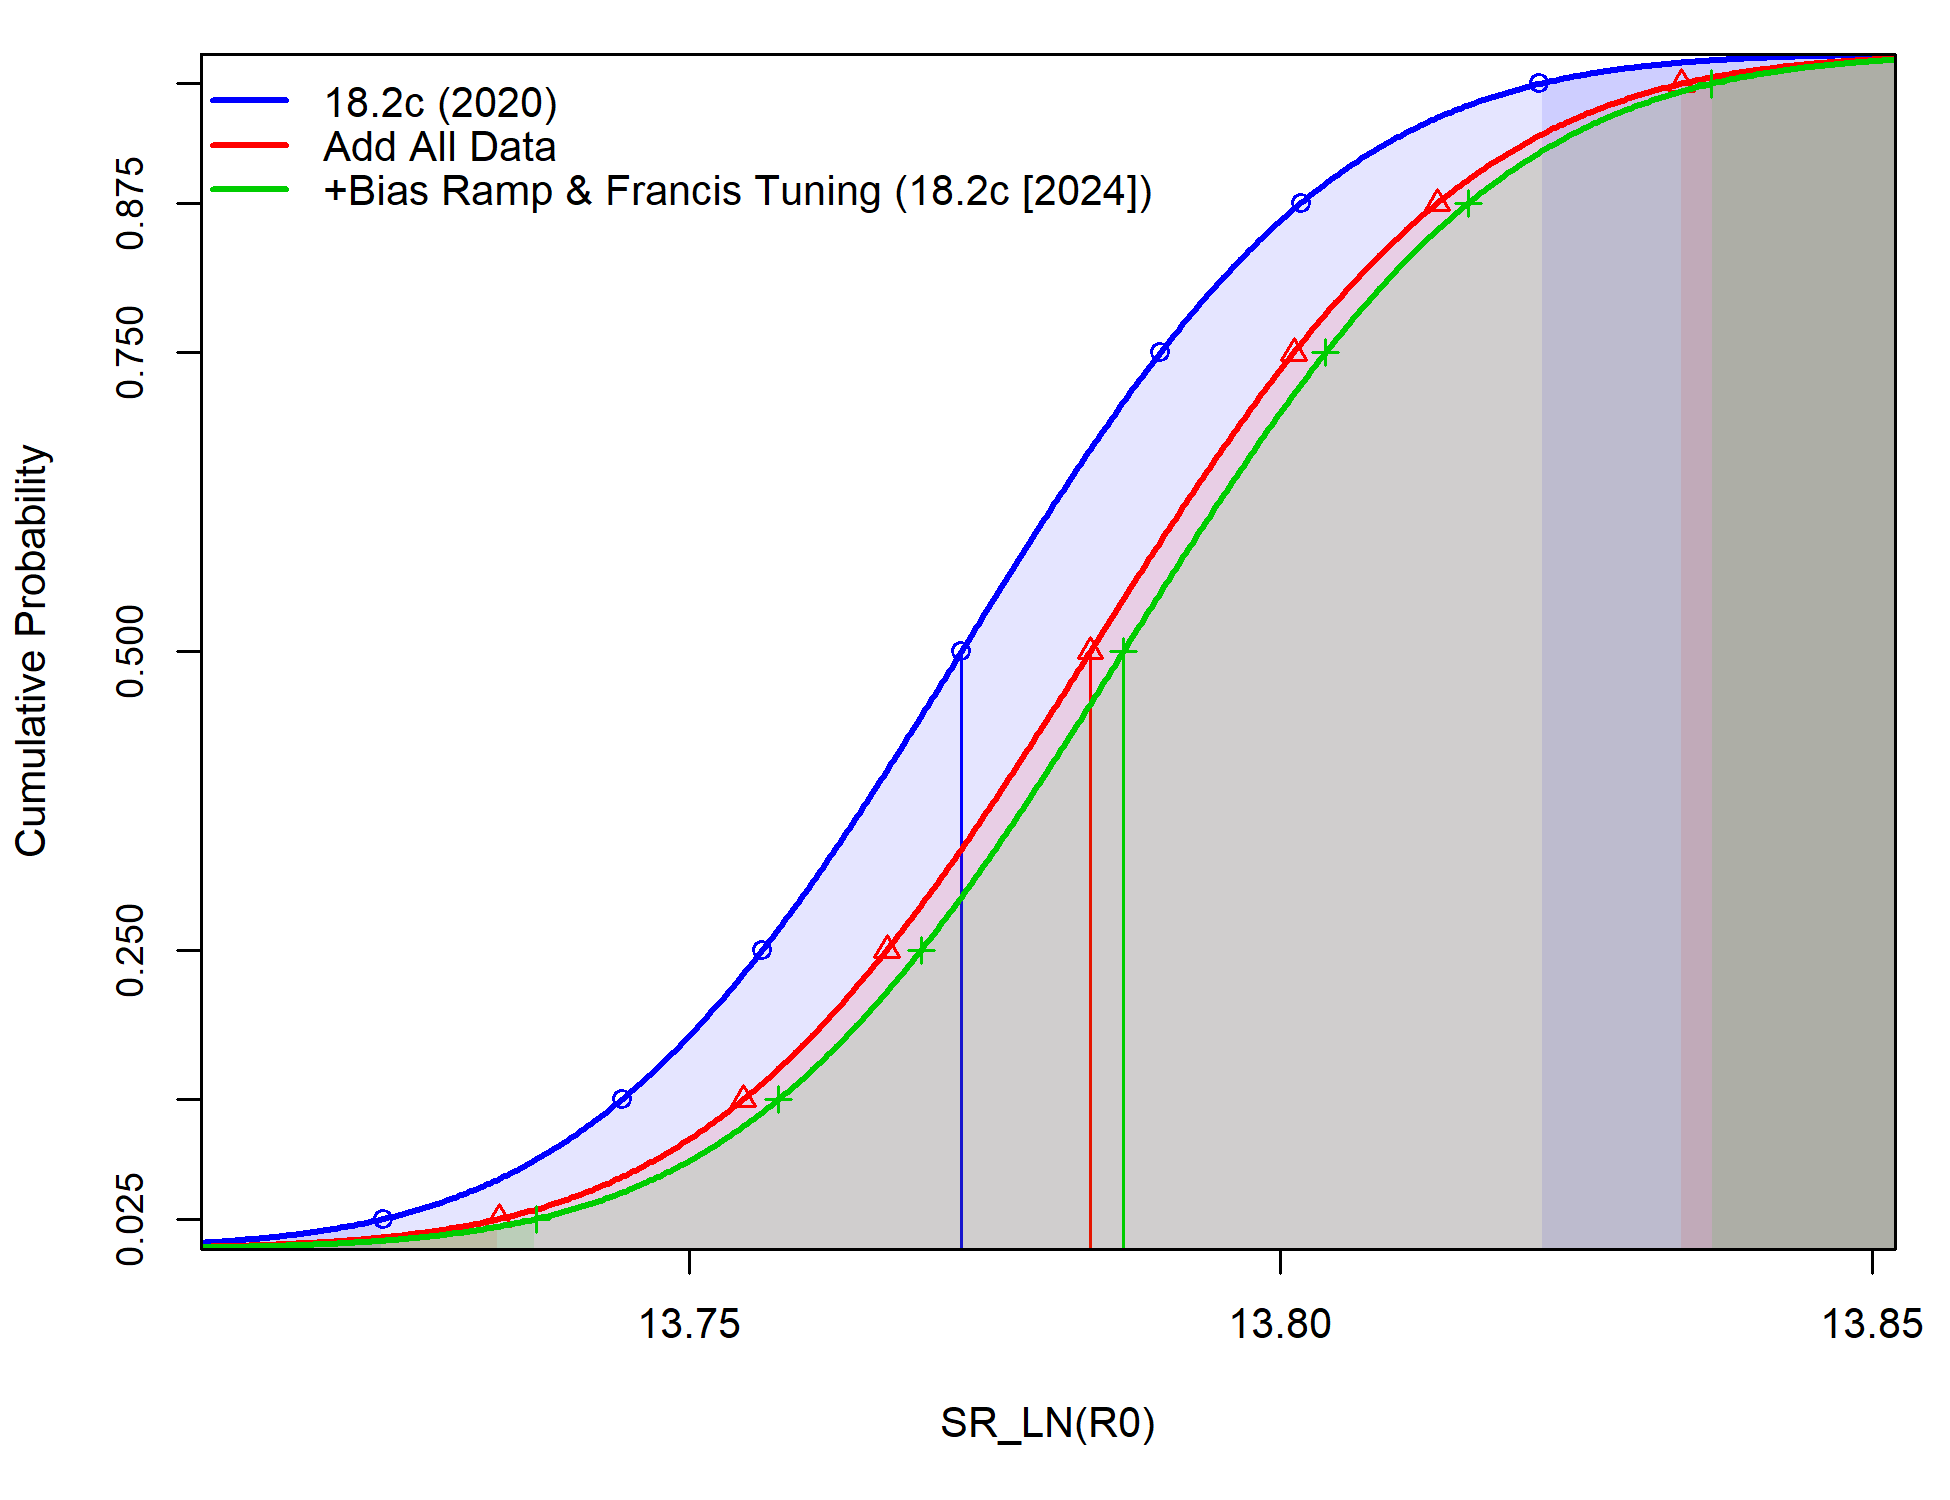 18.2c (2020)
Add All Data
+Bias Ramp & Francis Tuning (18.2c [2024])
Cumulative Probability
0.875
0.750
0.500
0.250
0.025
13.75
13.80
13.85
SR_LN(R0)